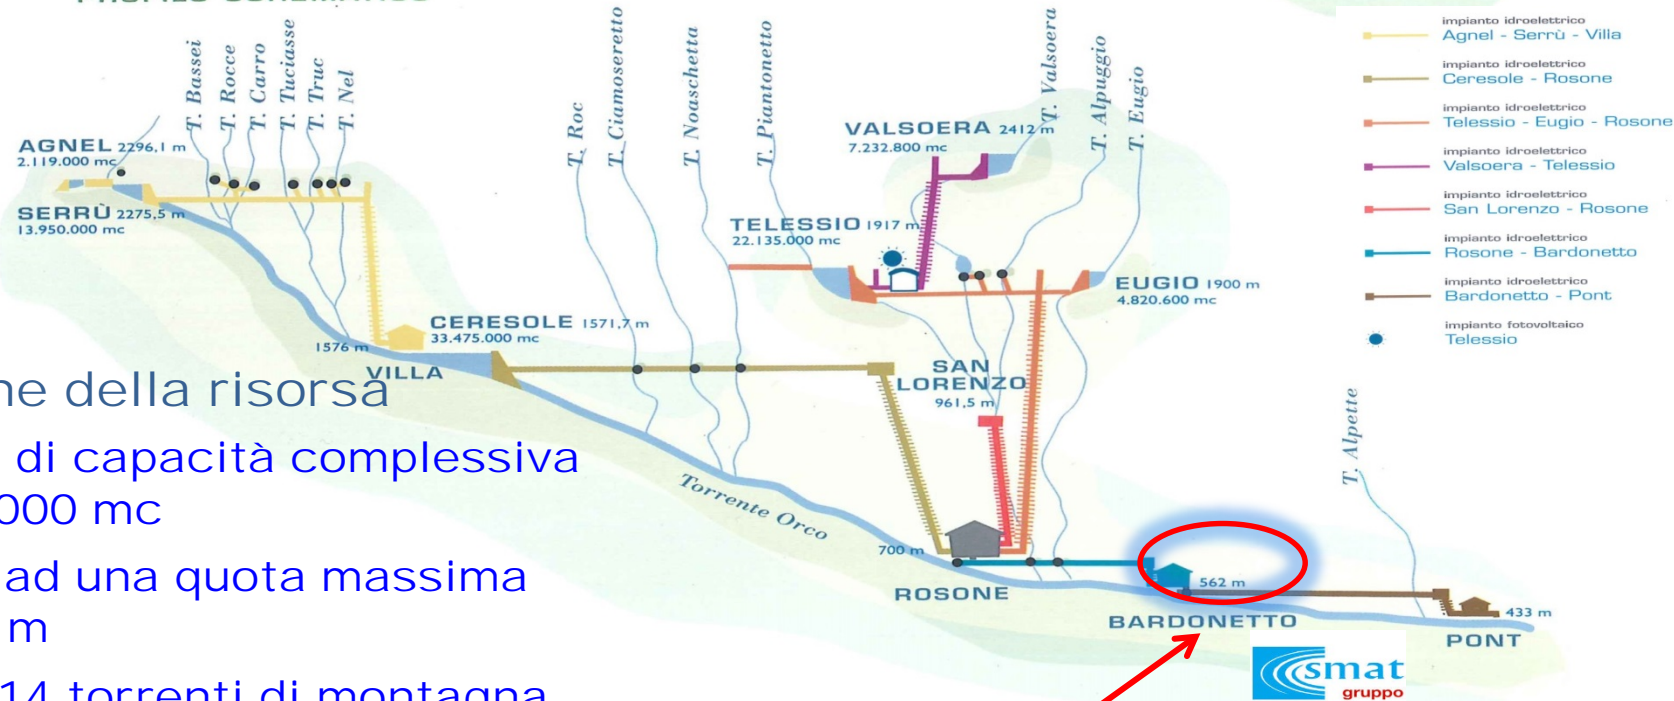 PROFILO SCHEMATICO
T. Bassei
T. Rocce
T. Carro
T. Tuciasse
T. Truc
T. Nel
T. Roc
T. Ciamoseretto
T. Noaschetta
T. Piantonetto
T. Valsoera
T. Alpuggio
T. Eugio
AGNEL 2296,1 m
2.119.000 mc
SERRÙ 2275,5 m
13.950.000 mc
VALSOERA 2412 m
7.232.800 mc
TELESSIO 1917 m
22.135.000 mc
EUGIO 1900 m
4.820.600 mc
CERESOLE 1571,7 m
33.475.000 mc
1576 m
VILLA
SAN
LORENZO
961,5 m
T. Alpette
Torrente Orco
700 m
ROSONE
562 m
BARDONETTO
433 m
PONT
impianto idroelettrico
Agnel - Serrù - Villa
impianto idroelettrico
Ceresole - Rosone
impianto idroelettrico
Telessio - Eugio - Rosone
impianto idroelettrico
Valsoera - Telessio
impianto idroelettrico
San Lorenzo - Rosone
impianto idroelettrico
Rosone - Bardonetto
impianto idroelettrico
Bardonetto - Pont
impianto fotovoltaico
Telessio
ne della risorsa
di capacità complessiva
000 mc
ad una quota massima
m
14 torrenti di montagna
smat
gruppo